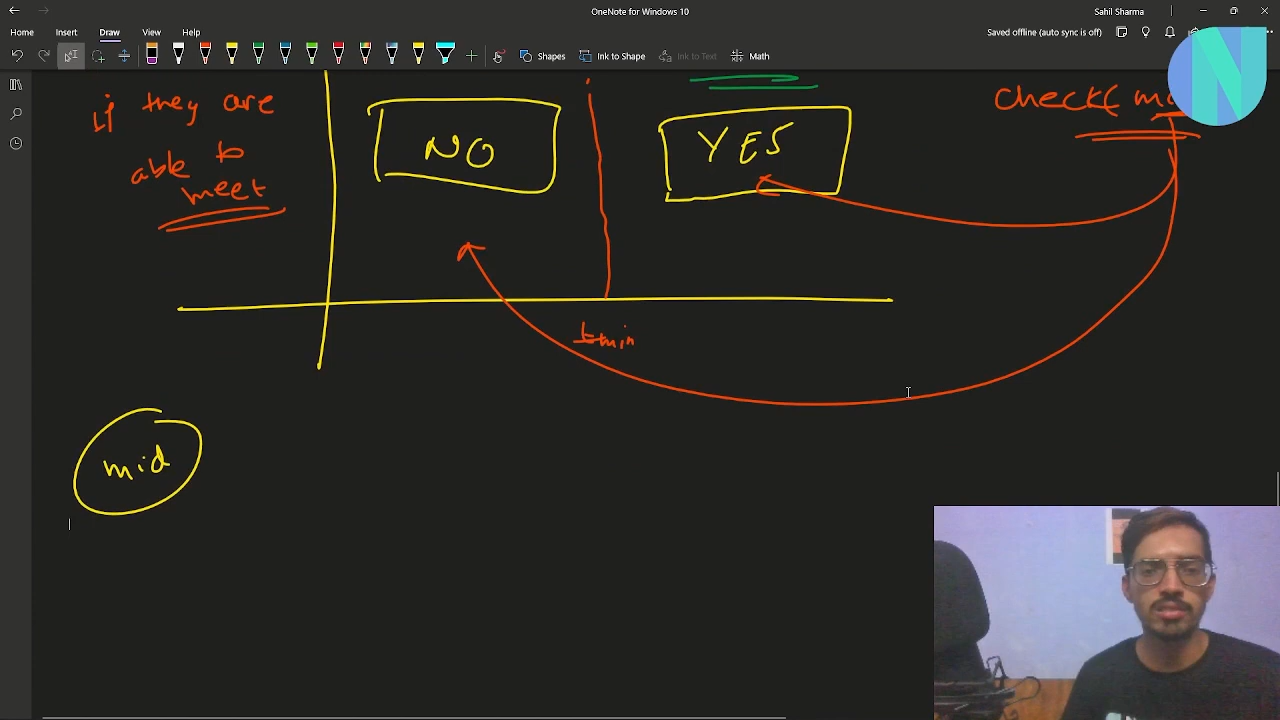 OneNote for Windows 10
Sahil Sharma
Home Insert Draw View Help
Saved offline (auto sync is off)
Shapes Ink to Shape Ink to Text Math
if they are
able to
meet
NO
YES
check(
tmin
mid
N